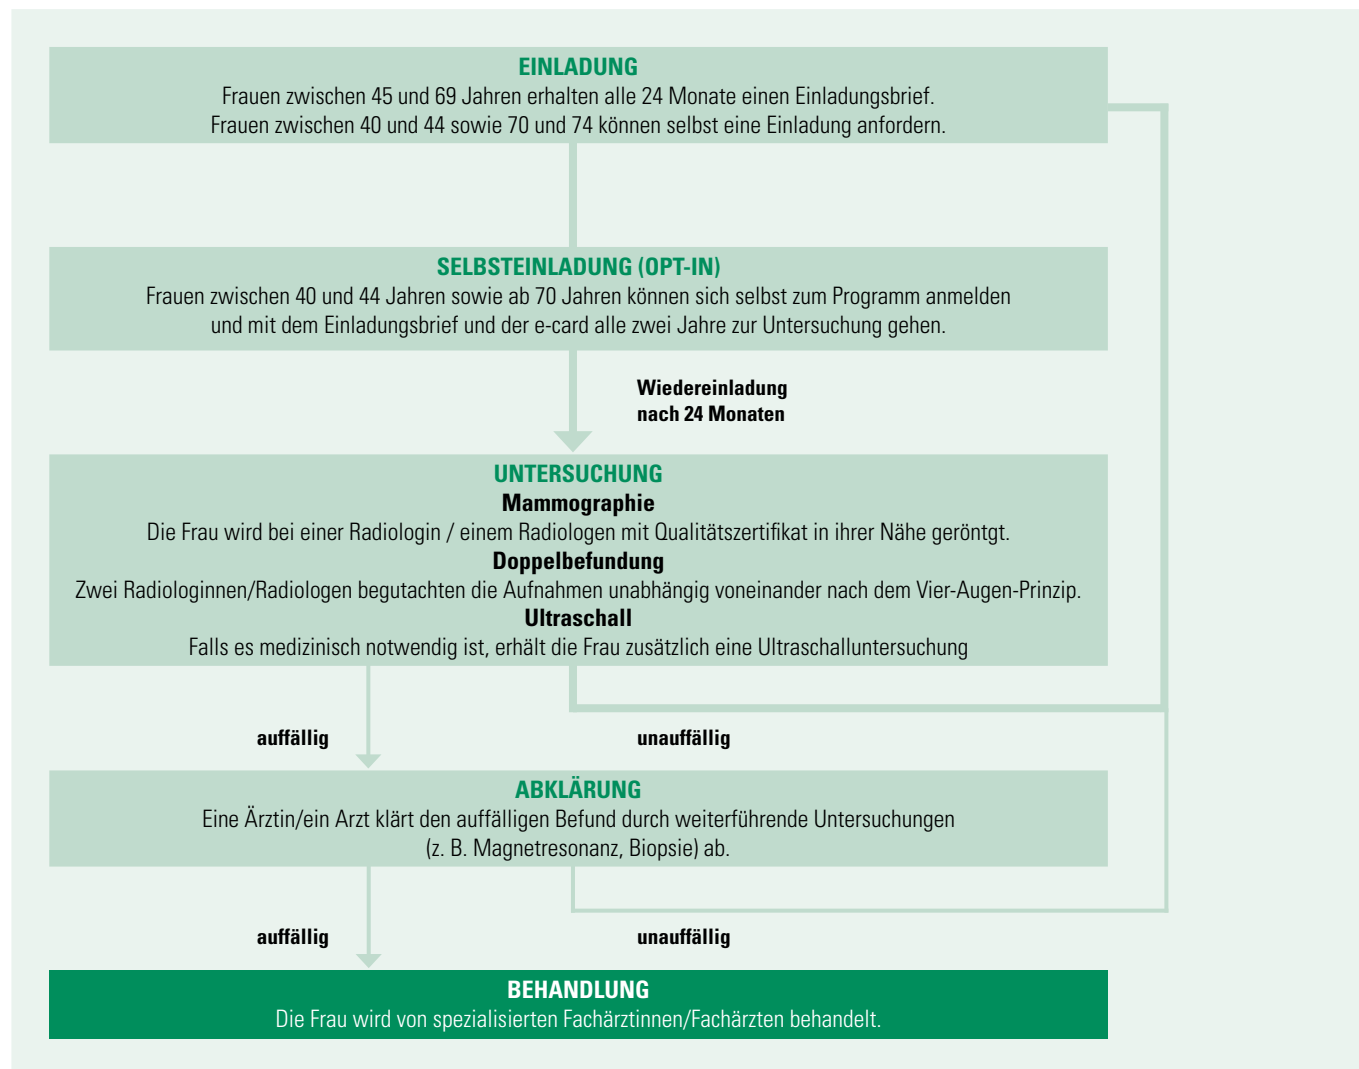 EINLADUNG
Frauen zwischen 45 und 69 Jahren erhalten alle 24 Monate einen Einladungsbrief.
Frauen zwischen 40 und 44 sowie 70 und 74 können selbst eine Einladung anfordern.
SELBSTEINLADUNG (OPT-IN)
Frauen zwischen 40 und 44 Jahren sowie ab 70 Jahren können sich selbst zum Programm anmelden
und mit dem Einladungsbrief und der e-card alle zwei Jahre zur Untersuchung gehen.
Wiedereinladung
nach 24 Monaten
UNTERSUCHUNG
Mammographie
Die Frau wird bei einer Radiologin / einem Radiologen mit Qualitätszertifikat in ihrer Nähe geröntgt.
Doppelbefundung
Zwei Radiologinnen/Radiologen begutachten die Aufnahmen unabhängig voneinander nach dem Vier-Augen-Prinzip.
Ultraschall
Falls es medizinisch notwendig ist, erhält die Frau zusätzlich eine Ultraschalluntersuchung
auffällig
unauffällig
ABKLÄRUNG
Eine Ärztin/ein Arzt klärt den auffälligen Befund durch weiterführende Untersuchungen
(z. B. Magnetresonanz, Biopsie) ab.
auffällig
unauffällig
BEHANDLUNG
Die Frau wird von spezialisierten Fachärztinnen/Fachärzten behandelt.